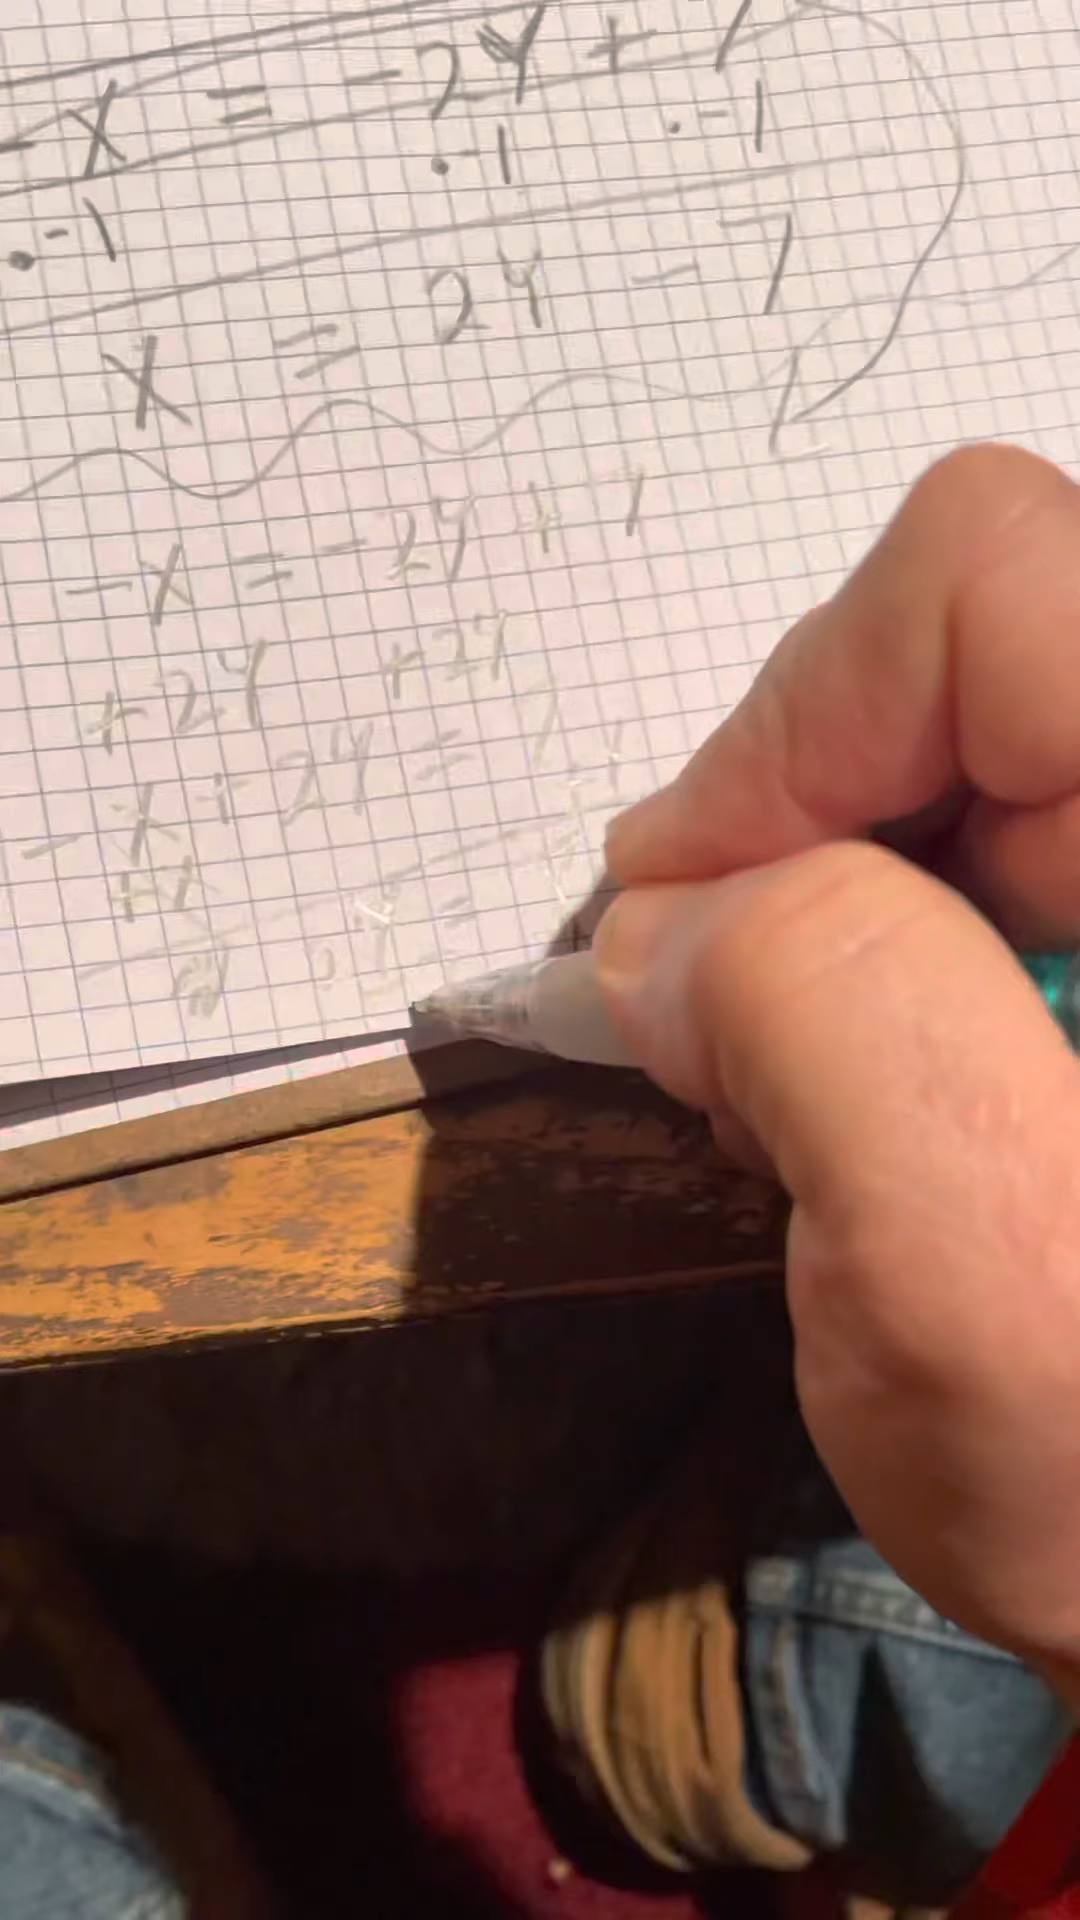 - x = - 2y + 7
· -1 · -1 · -1
x = 2y - 7
- x = - 2y + 7
+ 2y + 2y
- x + 2y = 7